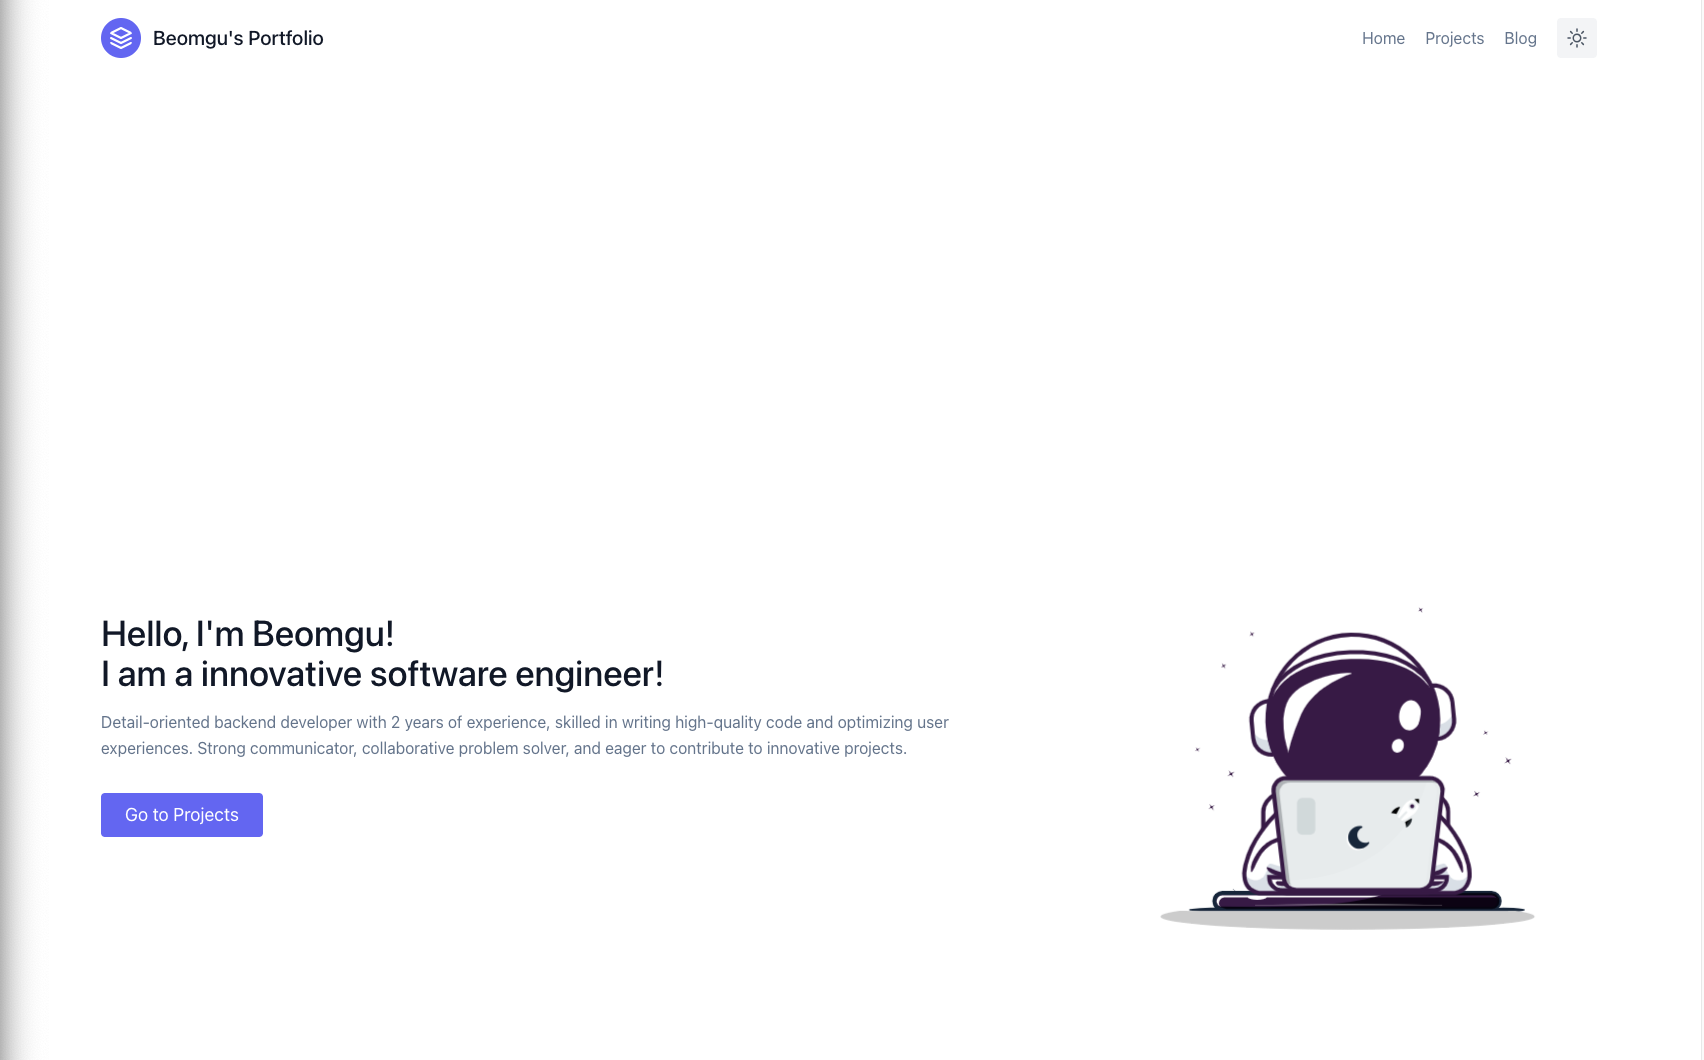 Beomgu's Portfolio
Home
Projects
Blog
Hello, I'm Beomgu!
I am a innovative software engineer!
Detail-oriented backend developer with 2 years of experience, skilled in writing high-quality code and optimizing user
experiences. Strong communicator, collaborative problem solver, and eager to contribute to innovative projects.
Go to Projects